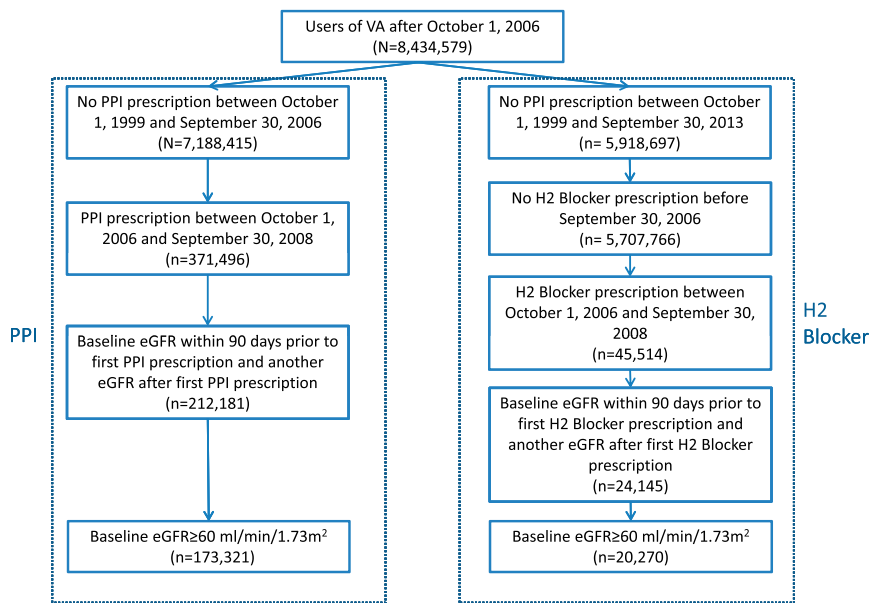 Users of VA after October 1, 2006
(N=8,434,579)
PPI
No PPI prescription between October
1, 1999 and September 30, 2006
(N=7,188,415)
PPI prescription between October 1,
2006 and September 30, 2008
(n=371,496)
Baseline eGFR within 90 days prior to
first PPI prescription and another
eGFR after first PPI prescription
(n=212,181)
Baseline eGFR≥60 ml/min/1.73m²
(n=173,321)
H2
Blocker
No PPI prescription between October
1, 1999 and September 30, 2013
(n= 5,918,697)
No H2 Blocker prescription before
September 30, 2006
(n= 5,707,766)
H2 Blocker prescription between
October 1, 2006 and September 30,
2008
(n=45,514)
Baseline eGFR within 90 days prior to
first H2 Blocker prescription and
another eGFR after first H2 Blocker
prescription
(n=24,145)
Baseline eGFR≥60 ml/min/1.73m²
(n=20,270)